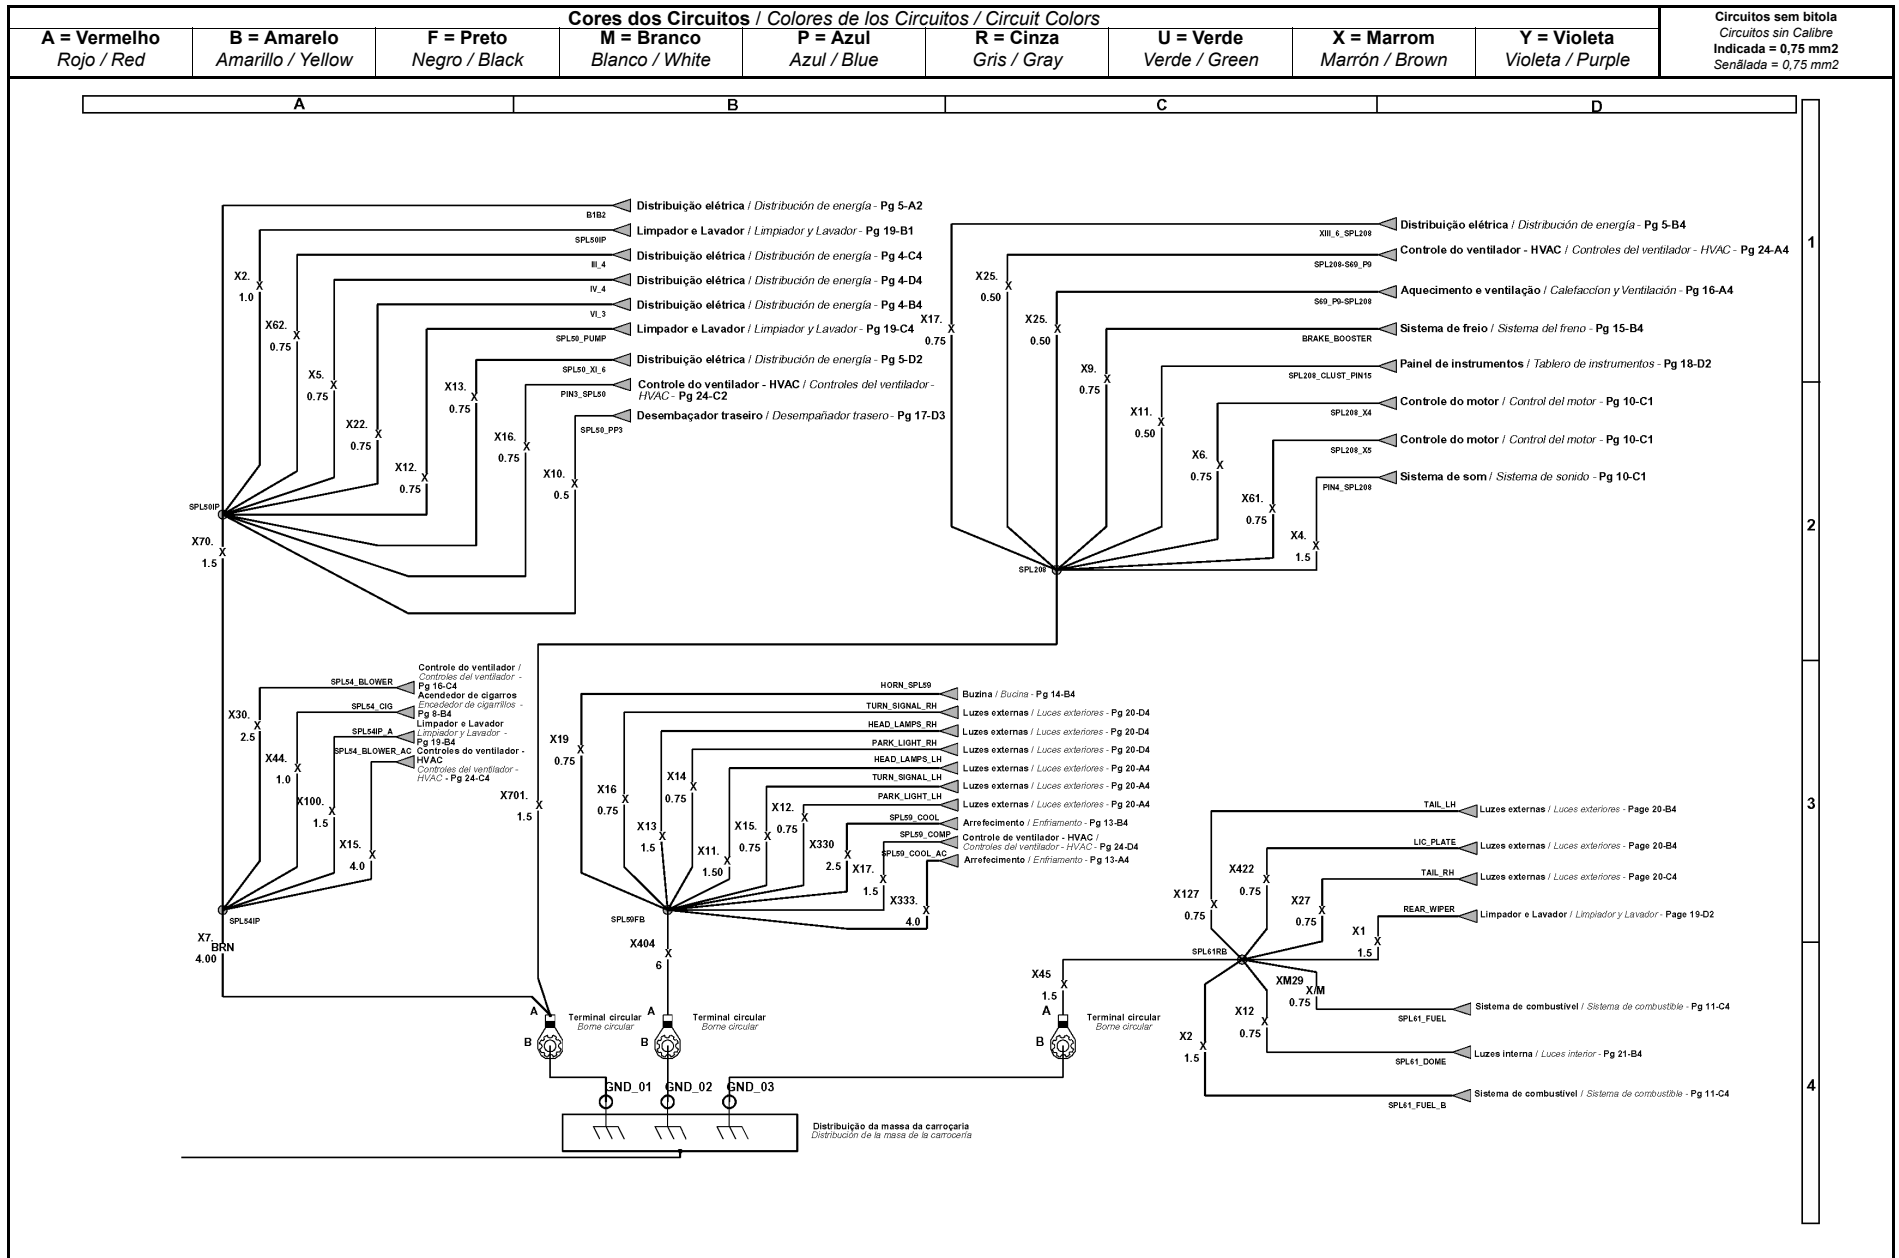 Cores dos Circuitos / Colores de los Circuitos / Circuit Colors
A = Vermelho
Rojo / Red
B = Amarelo
Amarillo / Yellow
F = Preto
Negro / Black
M = Branco
Blanco / White
P = Azul
Azul / Blue
R = Cinza
Gris / Gray
U = Verde
Verde / Green
X = Marrom
Marrón / Brown
Y = Violeta
Violeta / Purple
Circuitos sem bitola
Circuitos sin Calibre
Indicada = 0,75 mm2
Senãlada = 0,75 mm2
A
B
C
D
1
2
3
4
B1B2
Distribuição elétrica / Distribución de energía - Pg 5-A2
SPL50IP
Limpador e Lavador / Limpiador y Lavador - Pg 19-B1
III_4
Distribuição elétrica / Distribución de energía - Pg 4-C4
IV_4
Distribuição elétrica / Distribución de energía - Pg 4-D4
VI_3
Distribuição elétrica / Distribución de energía - Pg 4-B4
SPL50_PUMP
Limpador e Lavador / Limpiador y Lavador - Pg 19-C4
SPL50_XI_6
Distribuição elétrica / Distribución de energía - Pg 5-D2
PIN3_SPL50
Controle do ventilador - HVAC / Controles del ventilador -
HVAC - Pg 24-C2
SPL50_PP3
Desembaçador traseiro / Desempañador trasero - Pg 17-D3
X2.
1.0
X
X62.
0.75
X
X5.
0.75
X
X22.
0.75
X
X12.
0.75
X
X13.
0.75
X
X16.
0.75
X
X10.
0.5
X
SPL50IP
X70.
1.5
X
XIII_6_SPL208
Distribuição elétrica / Distribución de energía - Pg 5-B4
SPL208-S69_P9
Controle do ventilador - HVAC / Controles del ventilador - HVAC - Pg 24-A4
S69_P9-SPL208
Aquecimento e ventilação / Calefaccíon y Ventilación - Pg 16-A4
BRAKE_BOOSTER
Sistema de freio / Sistema del freno - Pg 15-B4
SPL208_CLUST_PIN15
Painel de instrumentos / Tablero de instrumentos - Pg 18-D2
SPL208_X4
Controle do motor / Control del motor - Pg 10-C1
SPL208_X5
Controle do motor / Control del motor - Pg 10-C1
PIN4_SPL208
Sistema de som / Sistema de sonido - Pg 10-C1
X17.
0.75
X
X25.
0.50
X
X25.
0.50
X
X9.
0.75
X
X11.
0.50
X
X6.
0.75
X
X61.
0.75
X
X4.
1.5
X
SPL208
SPL54_BLOWER
Controle do ventilador /
Controles del ventilador -
Pg 16-C4
SPL54_CIG
Acendedor de cigarros
Encededor de cigarrillos -
Pg 8-B4
SPL54IP_A
Limpador e Lavador
Limpiador y Lavador -
Pg 19-B4
SPL54_BLOWER_AC
Controles do ventilador -
HVAC
Controles del ventilador -
HVAC - Pg 24-C4
X30.
2.5
X
X44.
1.0
X
X100.
1.5
X
X15.
4.0
X
SPL54IP
X7.
BRN
4.00
X701.
1.5
X
HORN_SPL59
Buzina / Bucina - Pg 14-B4
TURN_SIGNAL_RH
Luzes externas / Luces exteriores - Pg 20-D4
HEAD_LAMPS_RH
Luzes externas / Luces exteriores - Pg 20-D4
PARK_LIGHT_RH
Luzes externas / Luces exteriores - Pg 20-D4
HEAD_LAMPS_LH
Luzes externas / Luces exteriores - Pg 20-A4
TURN_SIGNAL_LH
Luzes externas / Luces exteriores - Pg 20-A4
PARK_LIGHT_LH
Luzes externas / Luces exteriores - Pg 20-A4
SPL59_COOL
Arrefecimento / Enfriamento - Pg 13-B4
SPL59_COMP
Controle de ventilador - HVAC /
Controles del ventilador - HVAC - Pg 24-D4
SPL59_COOL_AC
Arrefecimento / Enfriamento - Pg 13-A4
X19
0.75
X
X16
0.75
X
X13
1.5
X
X14
0.75
X
X11.
1.50
X
X15.
0.75
X
X12.
0.75
X
X330
2.5
X
X17.
1.5
X
X333.
4.0
X
SPL59FB
X404
6
X
TAIL_LH
Luzes externas / Luces exteriores - Page 20-B4
LIC_PLATE
Luzes externas / Luces exteriores - Page 20-B4
TAIL_RH
Luzes externas / Luces exteriores - Page 20-C4
REAR_WIPER
Limpador e Lavador / Limpiador y Lavador - Page 19-D2
X127
0.75
X
X422
0.75
X
X27
0.75
X
X1
1.5
X
SPL61RB
X45
1.5
X
XM29
X/M
0.75
SPL61_FUEL
Sistema de combustível / Sistema de combustible - Pg 11-C4
X12
0.75
X
SPL61_DOME
Luzes interna / Luces interior - Pg 21-B4
X2
1.5
X
SPL61_FUEL_B
Sistema de combustível / Sistema de combustible - Pg 11-C4
A
B
Terminal circular
Borne circular
A
B
Terminal circular
Borne circular
A
B
Terminal circular
Borne circular
GND_01
GND_02
GND_03
Distribuição da massa da carroçaria
Distribución de la masa de la carrocería